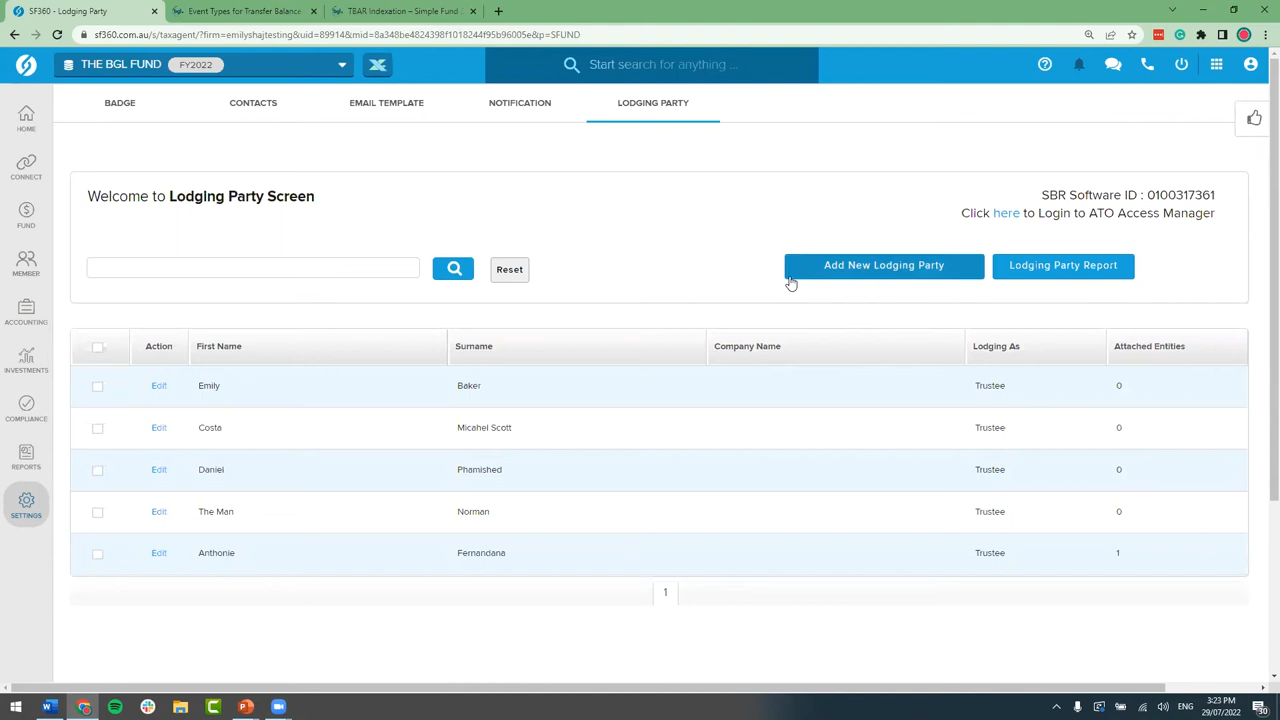 SF360 - Lodging Party
Event Types for Transfer Balance
TBAR Indexation – Simple Fund
sf360.com.au/s/taxagent/?firm=emilyshajtesting&uid=89914&mid=8a348be4824398f1018244f95b96005e&p=SFUND
THE BGL FUND FY2022
Start search for anything ...
BADGE CONTACTS EMAIL TEMPLATE NOTIFICATION LODGING PARTY
HOME
CONNECT
FUND
MEMBER
ACCOUNTING
INVESTMENTS
COMPLIANCE
REPORTS
SETTINGS
Welcome to Lodging Party Screen
SBR Software ID : 0100317361
Click here to Login to ATO Access Manager
Reset
Add New Lodging Party
Lodging Party Report
Action First Name Surname Company Name Lodging As Attached Entities
Edit Emily Baker Trustee 0
Edit Costa Micahel Scott Trustee 0
Edit Daniel Phamished Trustee 0
Edit The Man Norman Trustee 0
Edit Anthonie Fernandana Trustee 1
1
ENG
3:23 PM
29/07/2022
30